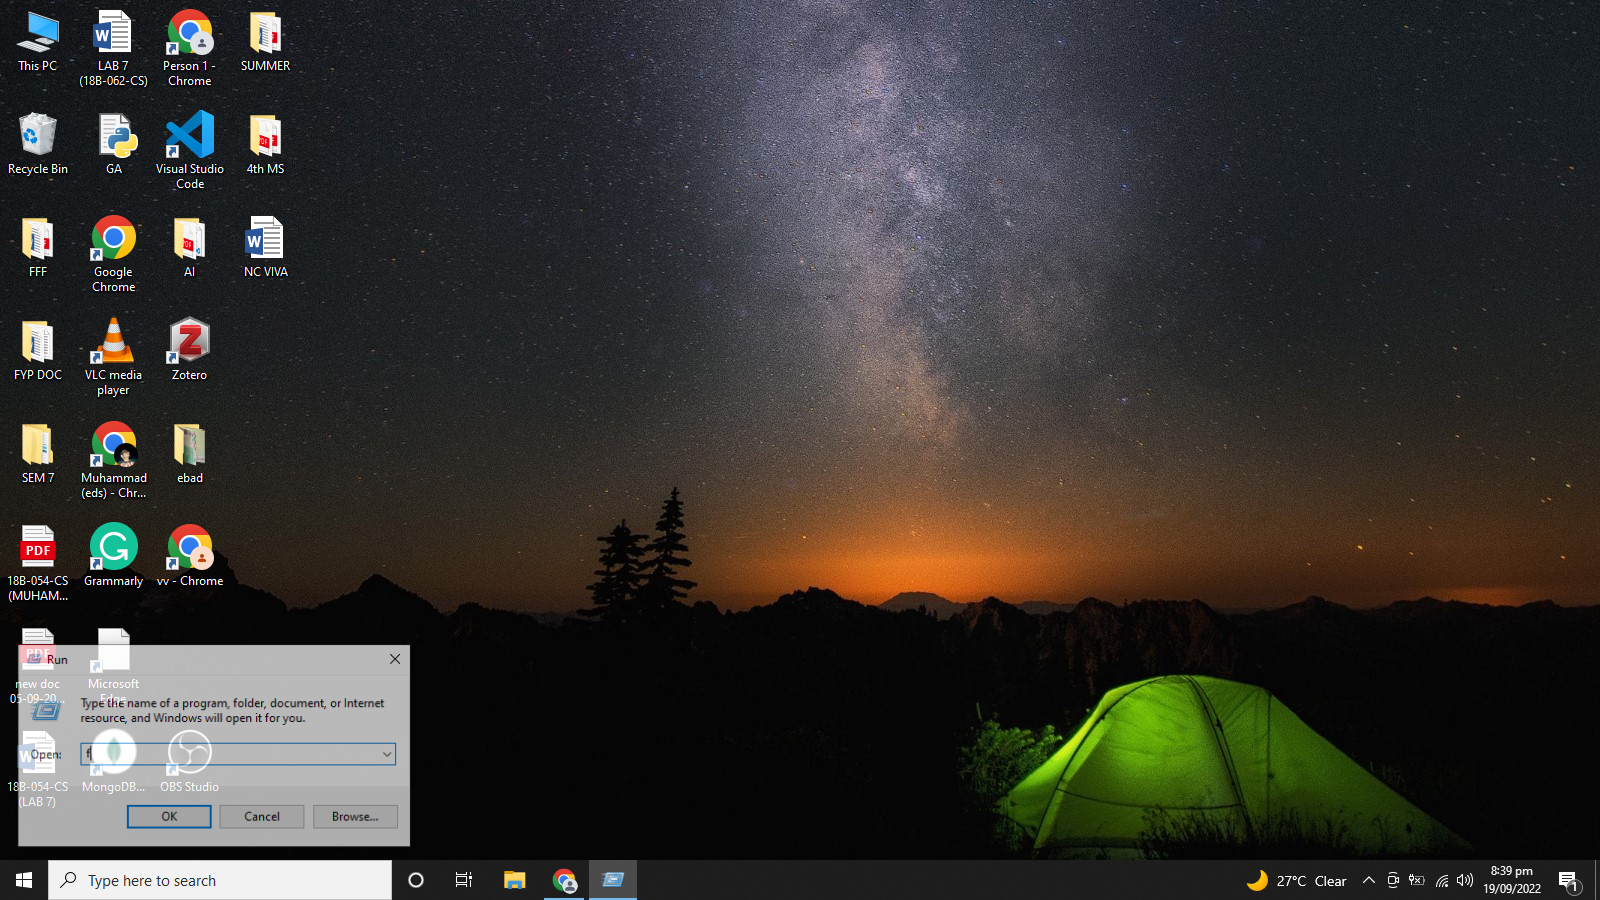 This PC
LAB 7
(18B-062-CS)
Person 1 -
Chrome
SUMMER
Recycle Bin
GA
Visual Studio
Code
4th MS
FFF
Google
Chrome
AI
NC VIVA
FYP DOC
VLC media
player
Zotero
SEM 7
Muhammad
(eds) - Chr...
ebad
PDF
18B-054-CS
(MUHAM...
Grammarly
vv - Chrome
PDF
new doc
05-09-20...
Microsoft
Edge
18B-054-CS
(LAB 7)
MongoDB...
OBS Studio
Run
Type the name of a program, folder, document, or Internet
resource, and Windows will open it for you.
Open:
f
OK
Cancel
Browse...
Type here to search
27°C Clear
8:39 pm
19/09/2022
1